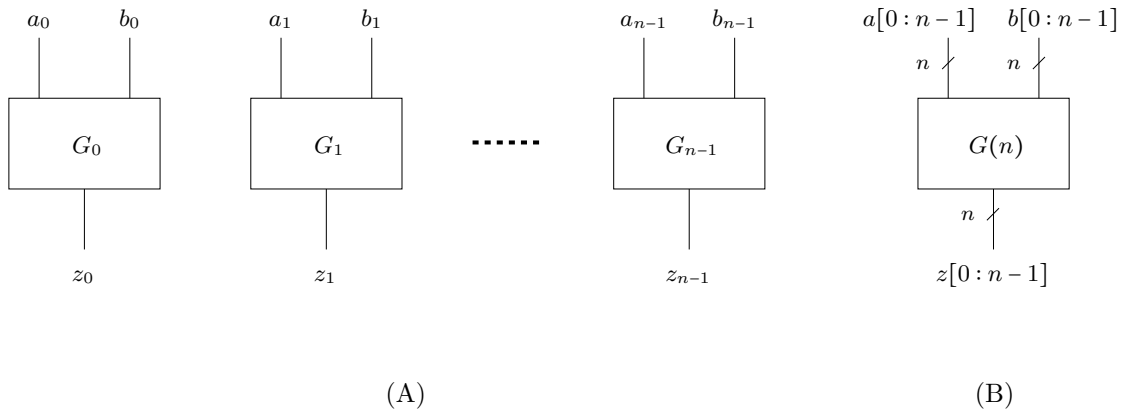 a₀ b₀ a₁ b₁ aₙ₋₁ bₙ₋₁ a[0 : n − 1] b[0 : n − 1]
n n
G₀ G₁ Gₙ₋₁ G(n)
n
z₀ z₁ zₙ₋₁ z[0 : n − 1]
(A) (B)